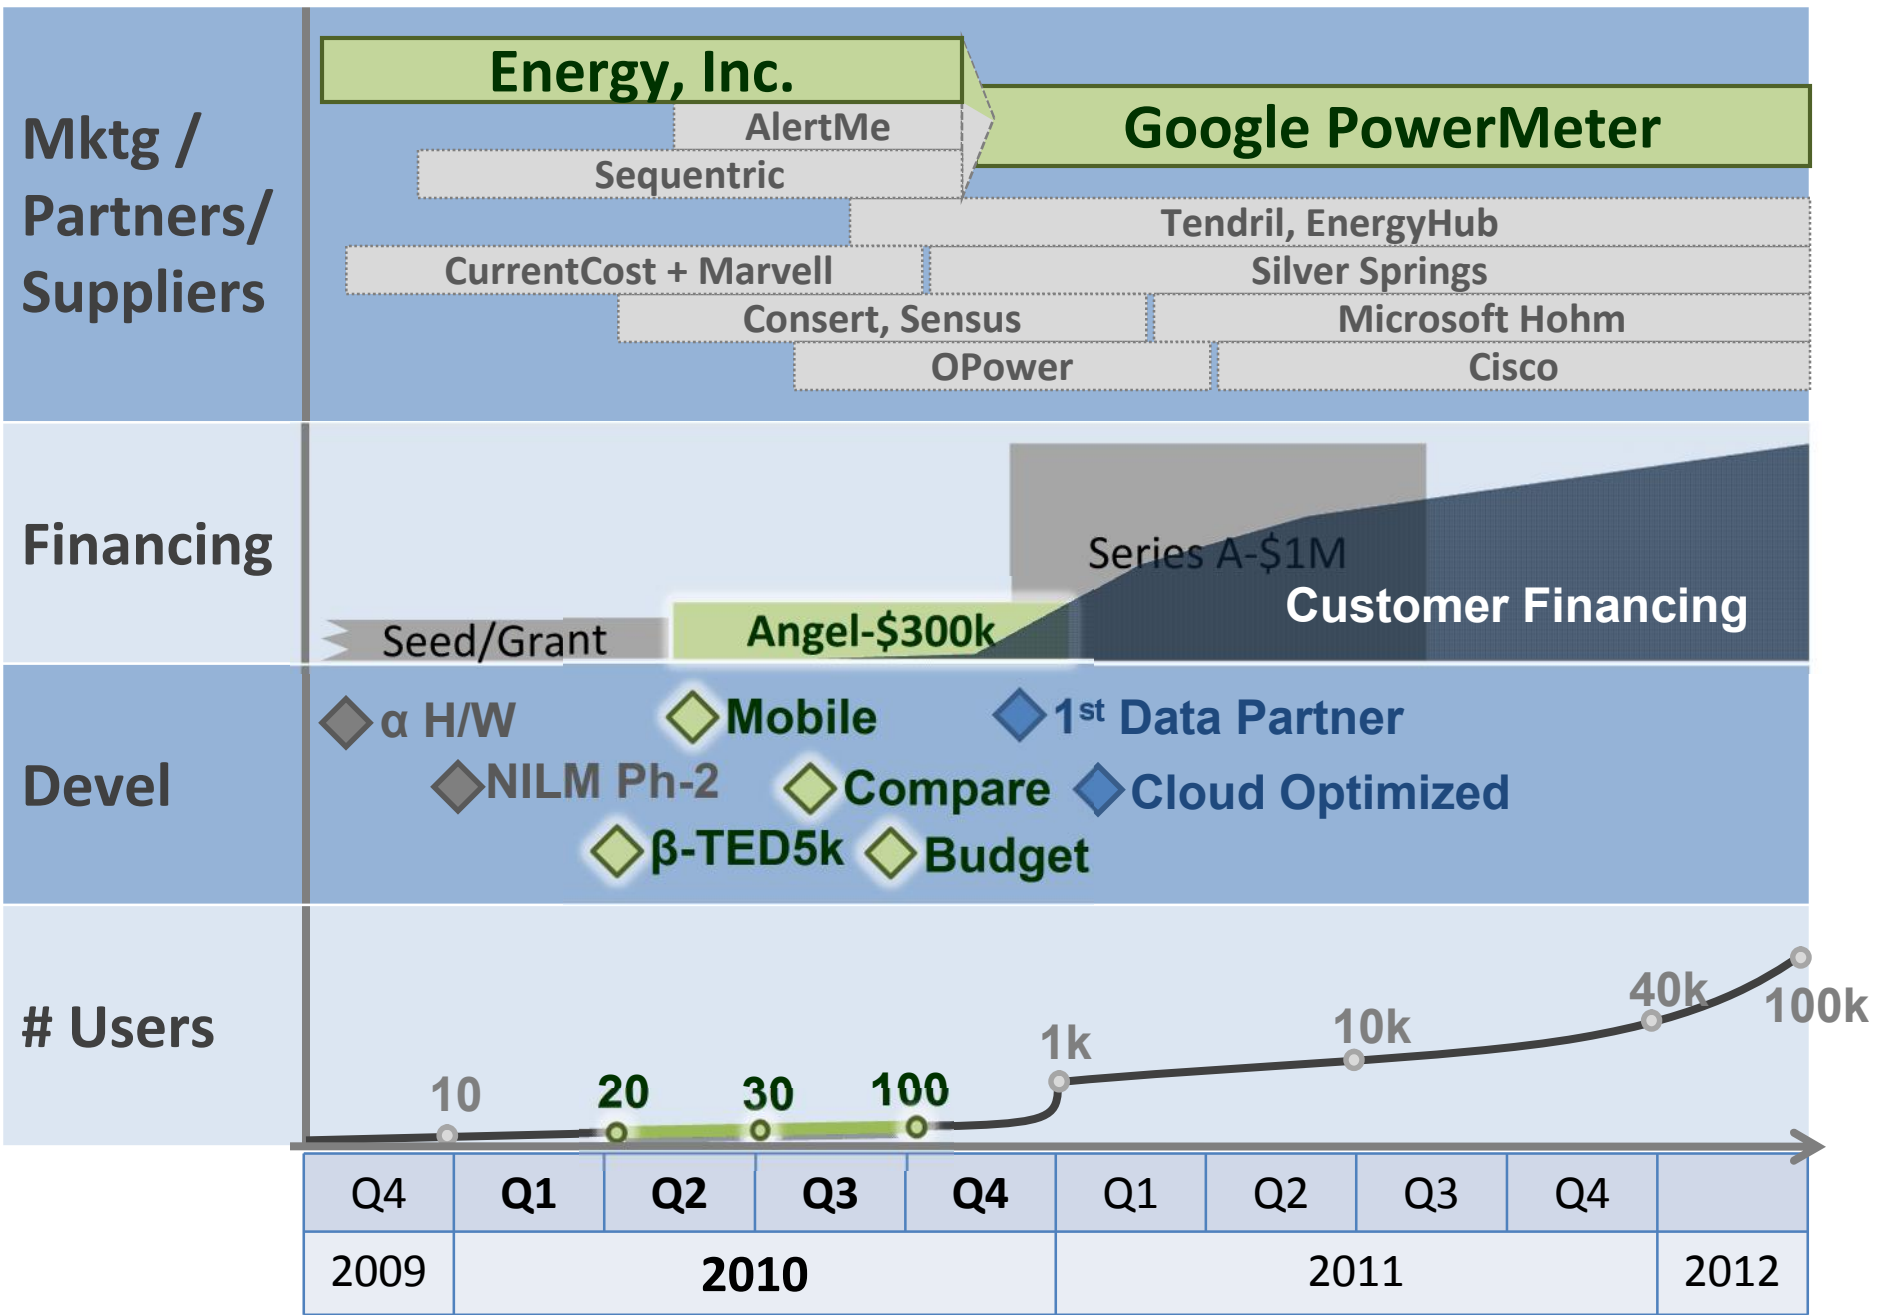 Energy, Inc.
AlertMe
Google PowerMeter
Sequentric
Mktg /
Partners/
Suppliers
Tendril, EnergyHub
CurrentCost + Marvell
Silver Springs
Consert, Sensus
Microsoft Hohm
OPower
Cisco
Financing
Series A-$1M
Customer Financing
Seed/Grant
Angel-$300k
Devel
α H/W
Mobile
1st Data Partner
NILM Ph-2
Compare
Cloud Optimized
β-TED5k
Budget
# Users
10
20
30
100
1k
10k
40k
100k
Q4 Q1 Q2 Q3 Q4 Q1 Q2 Q3 Q4
2009 2010 2011 2012